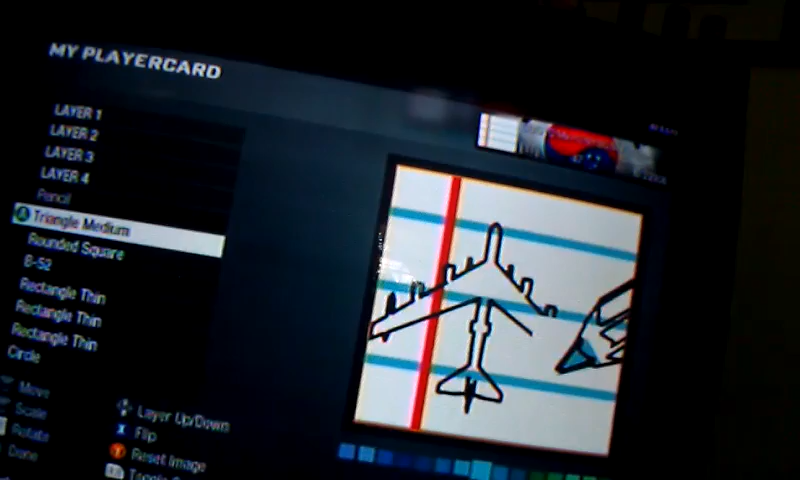 MY PLAYERCARD
LAYER 1
LAYER 2
LAYER 3
LAYER 4
Pencil
A Triangle Medium
Rounded Square
B-52
Rectangle Thin
Rectangle Thin
Rectangle Thin
Circle
Move
Scale
Rotate
Done
Layer Up/Down
X Flip
Reset Image